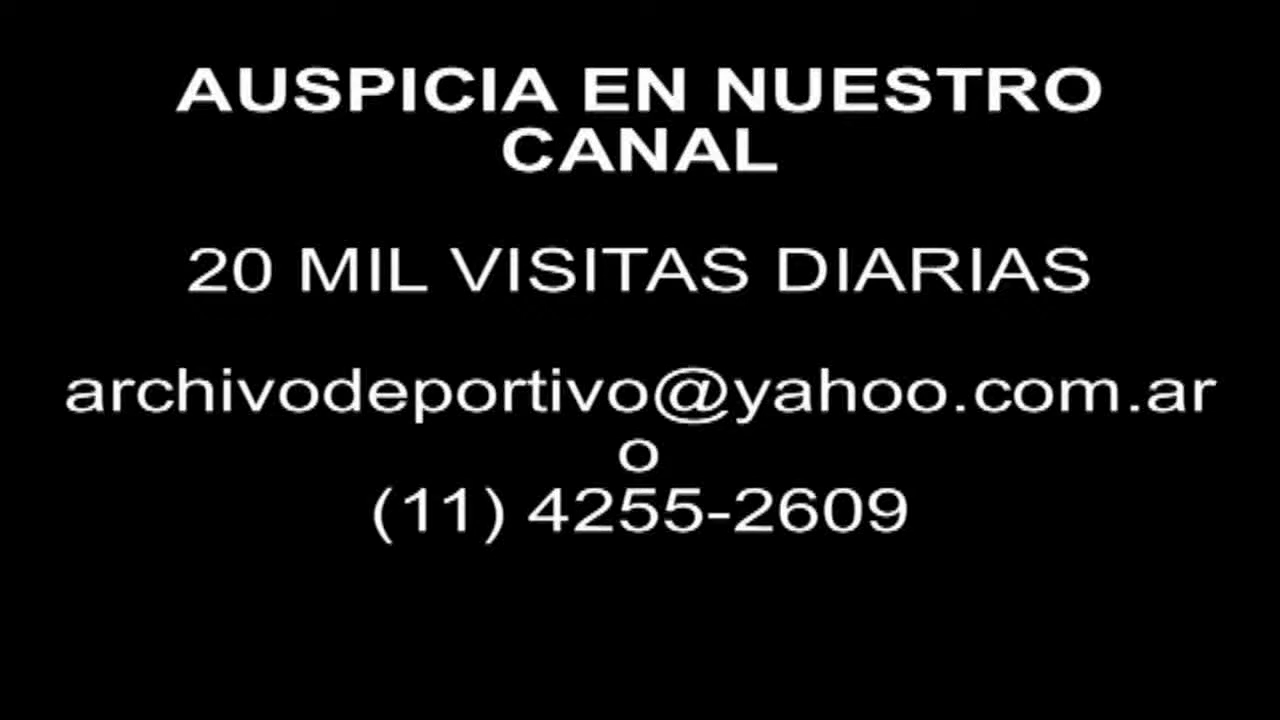 AUSPICIA EN NUESTRO
CANAL
20 MIL VISITAS DIARIAS
archivodeportivo@yahoo.com.ar
o
(11) 4255-2609